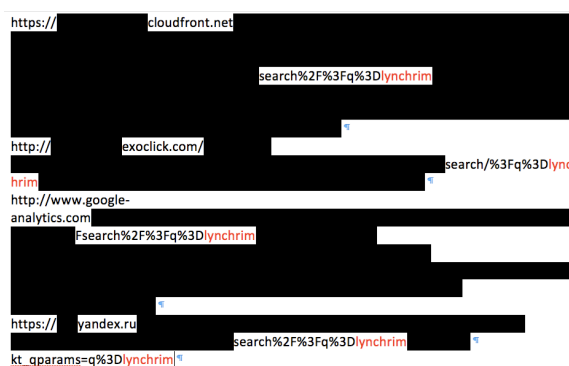 https:// cloudfront.net
search%2F%3Fq%3Dlynchrim
¶
http:// exoclick.com/
search/%3Fq%3Dlync
hrim ¶
http://www.google-
analytics.com
Fsearch%2F%3Fq%3Dlynchrim
¶
https:// yandex.ru
search%2F%3Fq%3Dlynchrim ¶
kt_qparams=q%3Dlynchrim ¶